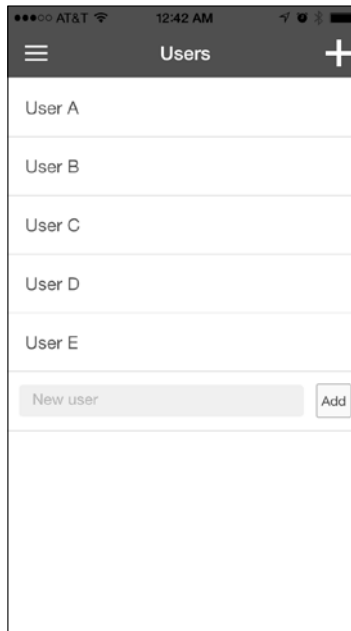 AT&T 12:42 AM
Users
User A
User B
User C
User D
User E
New user Add